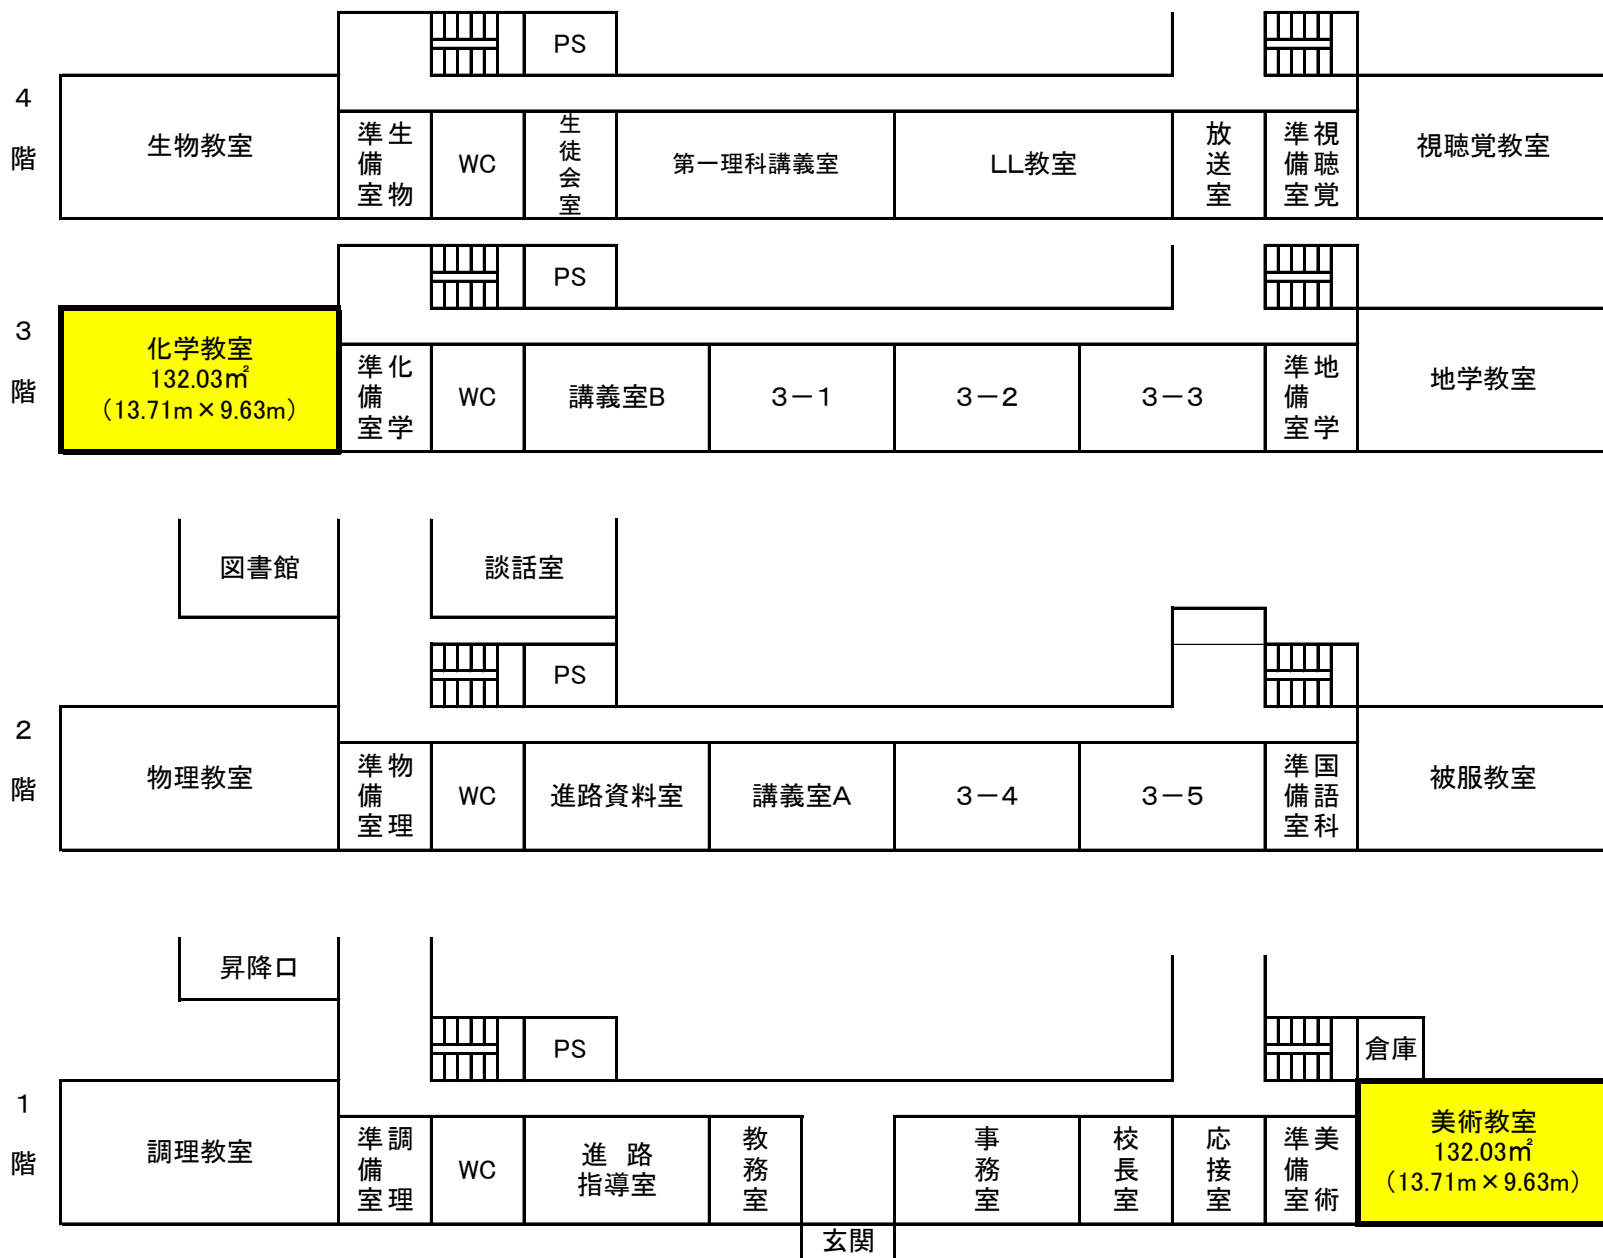 4
階
PS
生物教室
生物
準備室
WC
生徒会室
第一理科講義室
LL教室
放送室
視聴覚
準備室
視聴覚教室
3
階
PS
化学教室
132.03㎡
(13.71m×9.63m)
化学
準備室
WC
講義室B
3-1
3-2
3-3
地学
準備室
地学教室
図書館
談話室
PS
2
階
物理教室
物理
準備室
WC
進路資料室
講義室A
3-4
3-5
国語科
準備室
被服教室
昇降口
PS
倉庫
1
階
調理教室
調理
準備室
WC
進 路
指導室
教務室
玄関
事務室
校長室
応接室
美術
準備室
美術教室
132.03㎡
(13.71m×9.63m)